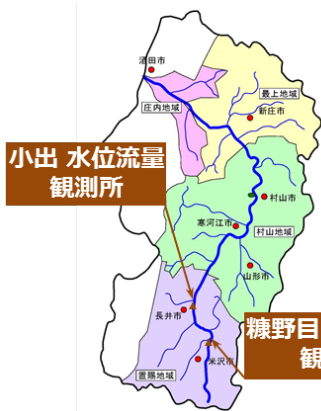 酒田市
最上地域
庄内地域
新庄市
小出 水位流量
観測所
村山市
寒河江市
村山地域
山形市
長井市
糠野目
観
米沢市
置賜地域